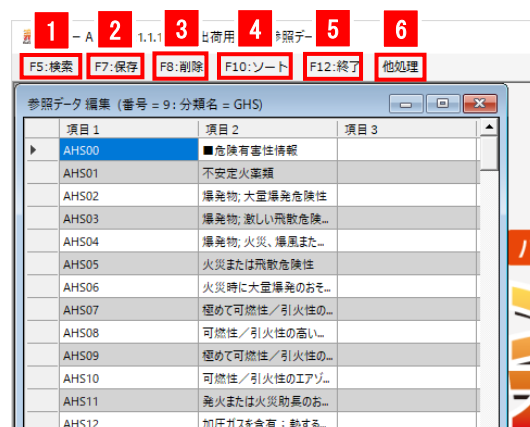 1 2 3 4 5 6
- A 1.1.1 出荷用 参照デー
F5:検索 F7:保存 F8:削除 F10:ソート F12:終了 他処理
参照データ 編集 (番号 = 9 : 分類名 = GHS)
項目1 項目2 項目3
AHS00 ■危険有害性情報
AHS01 不安定火薬類
AHS02 爆発物; 大量爆発危険性
AHS03 爆発物; 激しい飛散危険...
AHS04 爆発物; 火災、爆風また...
AHS05 火災または飛散危険性
AHS06 火災時に大量爆発のおそ...
AHS07 極めて可燃性/引火性の...
AHS08 可燃性/引火性の高い...
AHS09 極めて可燃性/引火性の...
AHS10 可燃性/引火性のエアゾ...
AHS11 発火または火災助長のお...
AHS12 加圧ガスを含有;熱する...